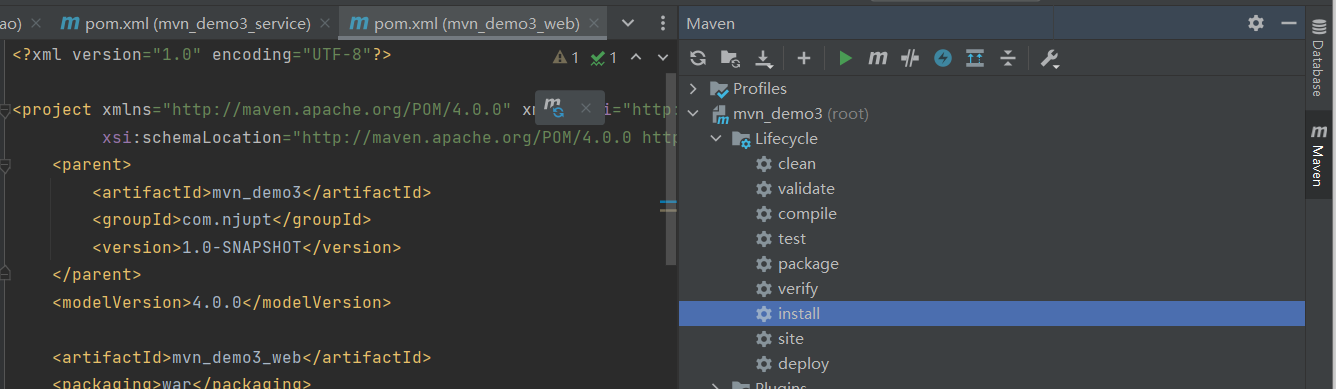 ao)
pom.xml (mvn_demo3_service)
pom.xml (mvn_demo3_web)
<?xml version="1.0" encoding="UTF-8"?>
1
1
<project xmlns="http://maven.apache.org/POM/4.0.0" i="http:
xsi:schemaLocation="http://maven.apache.org/POM/4.0.0 http
<parent>
<artifactId>mvn_demo3</artifactId>
<groupId>com.njupt</groupId>
<version>1.0-SNAPSHOT</version>
</parent>
<modelVersion>4.0.0</modelVersion>
<artifactId>mvn_demo3_web</artifactId>
<packaging>war</packaging>
Maven
Profiles
mvn_demo3 (root)
Lifecycle
clean
validate
compile
test
package
verify
install
site
deploy
Plugins
Database
Maven